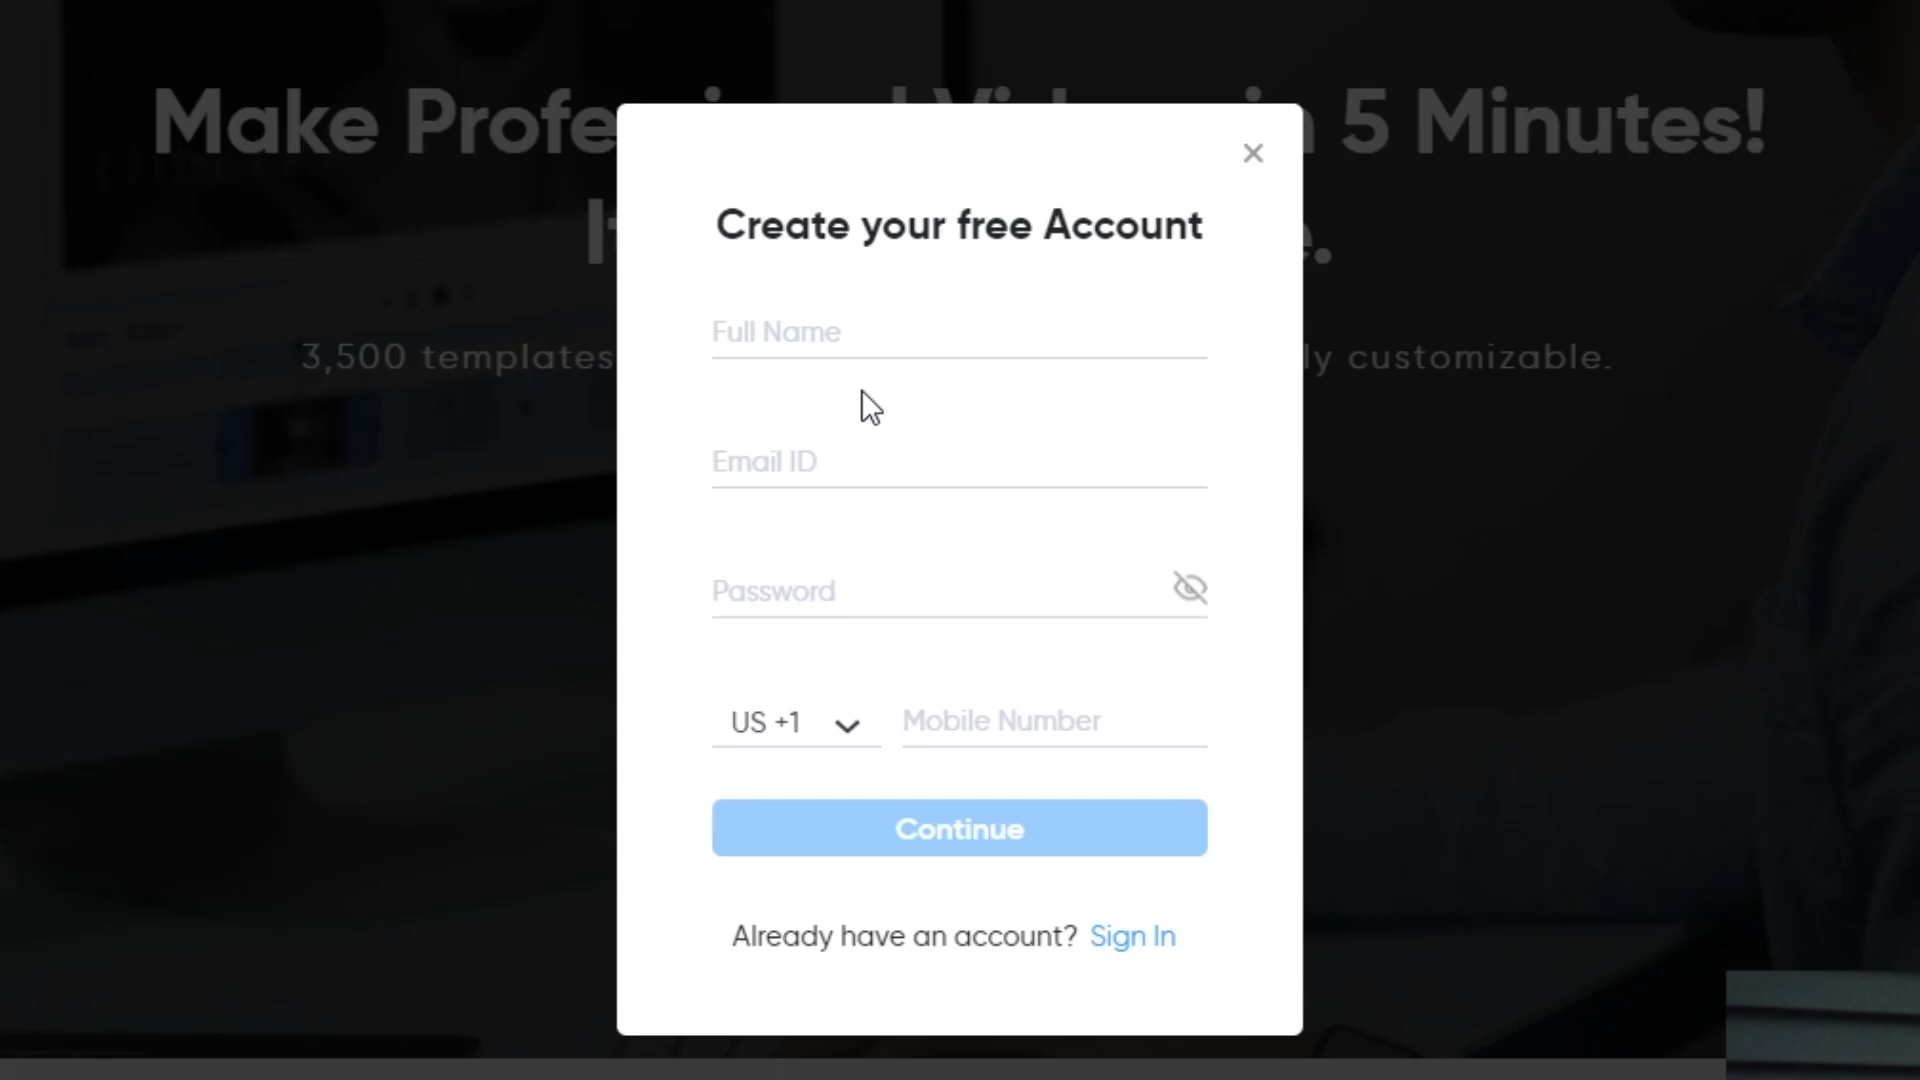 Make Profe 5 Minutes!
Create your free Account
Full Name
3,500 templates ly customizable.
Email ID
Password
US +1 Mobile Number
Continue
Already have an account? Sign In